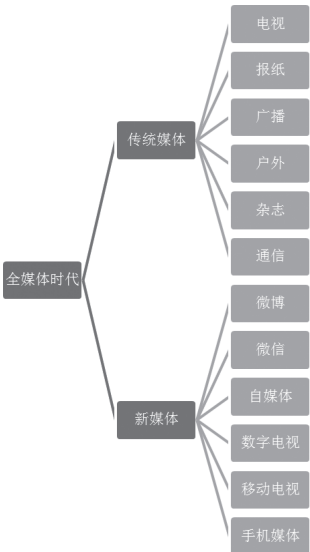 全媒体时代
传统媒体
电视
报纸
广播
户外
杂志
通信
新媒体
微博
微信
自媒体
数字电视
移动电视
手机媒体